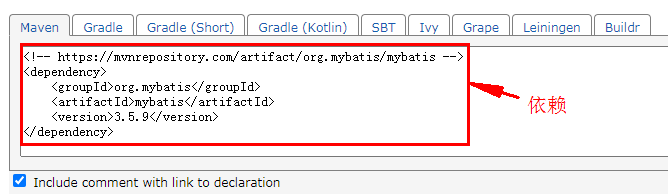 Maven Gradle Gradle (Short) Gradle (Kotlin) SBT Ivy Grape Leiningen Buildr
<!-- https://mvnrepository.com/artifact/org.mybatis/mybatis -->
<dependency>
    <groupId>org.mybatis</groupId>
    <artifactId>mybatis</artifactId>
    <version>3.5.9</version>
</dependency>
依赖
Include comment with link to declaration